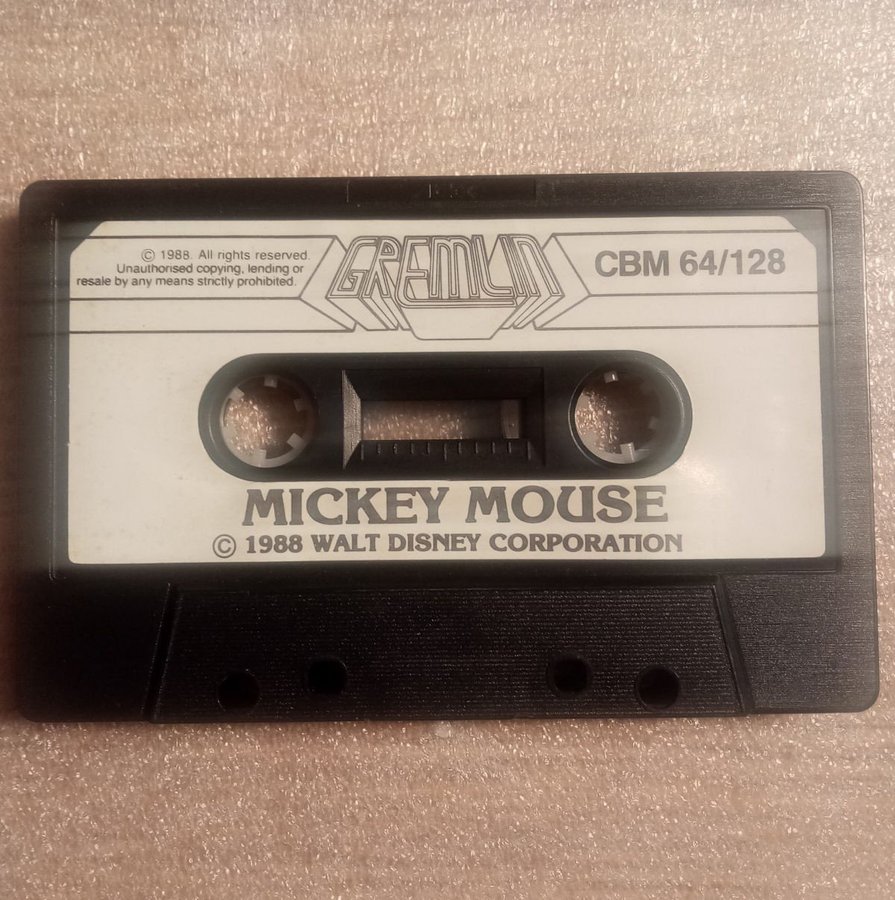 © 1988. All rights reserved.
Unauthorised copying, lending or
resale by any means strictly prohibited.
GREMLIN
CBM 64/128
MICKEY MOUSE
© 1988 WALT DISNEY CORPORATION